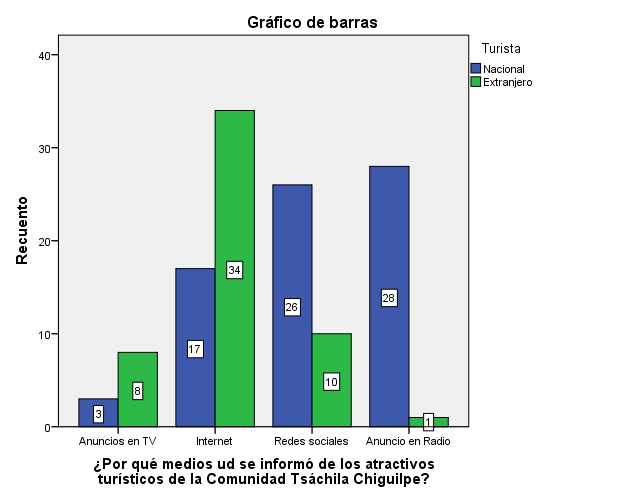 Gráfico de barras
Turista
Nacional
Extranjero
Recuento
40
30
20
10
0
3
8
17
34
26
10
28
1
Anuncios en TV
Internet
Redes sociales
Anuncio en Radio
¿Por qué medios ud se informó de los atractivos
turísticos de la Comunidad Tsáchila Chiguilpe?